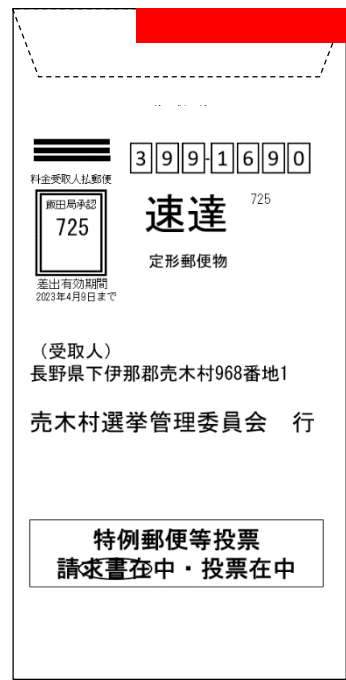 399-1690
料金受取人払郵便
飯田局承認
725
速達
725
定形郵便物
差出有効期間
2023年4月9日まで
(受取人)
長野県下伊那郡売木村968番地1
売木村選挙管理委員会 行
特例郵便等投票
請求書在中・投票在中